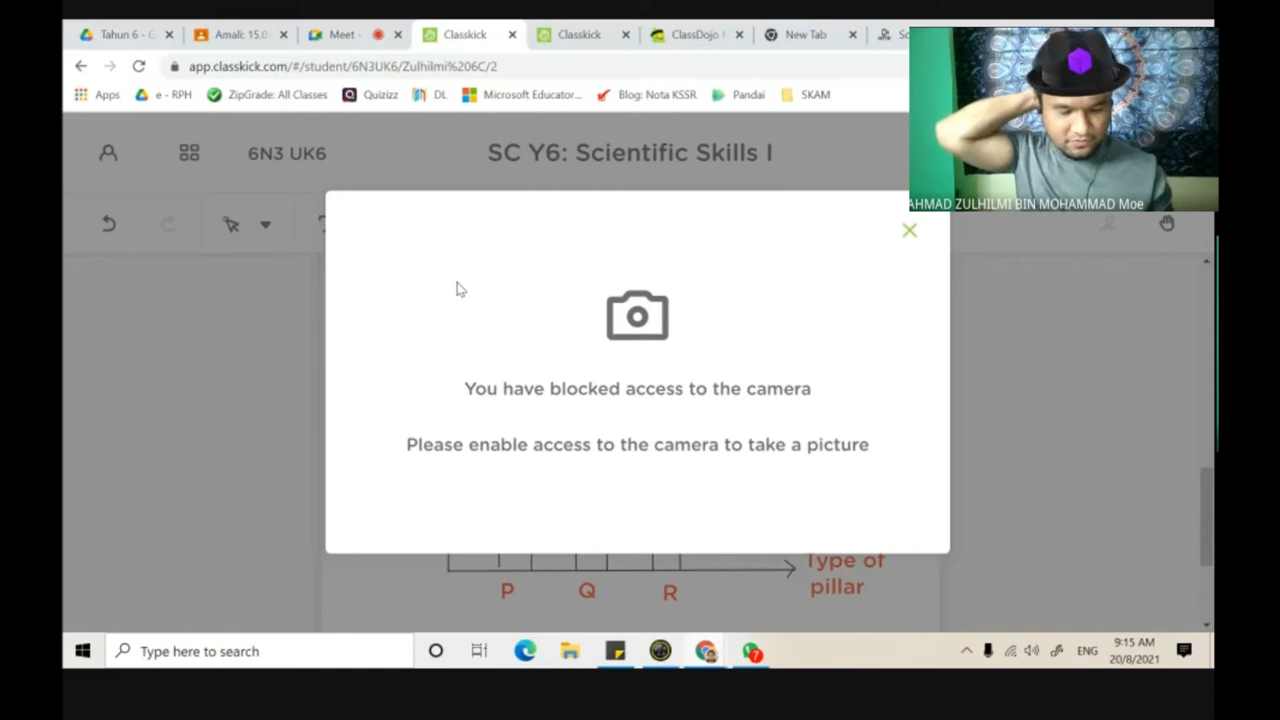 Tahun 6 - G
Amali: 15.0
Meet -
Classkick
Classkick
ClassDojo
New Tab
app.classkick.com/#/student/6N3UK6/Zulhilmi%206C/2
Apps
e - RPH
ZipGrade: All Classes
Quizizz
DL
Microsoft Educator...
Blog: Nota KSSR
Pandai
SKAM
AHMAD ZULHILMI BIN MOHAMMAD Moe
6N3 UK6
SC Y6: Scientific Skills I
You have blocked access to the camera
Please enable access to the camera to take a picture
Type of
pillar
P Q R
Type here to search
7
ENG
9:15 AM
20/8/2021